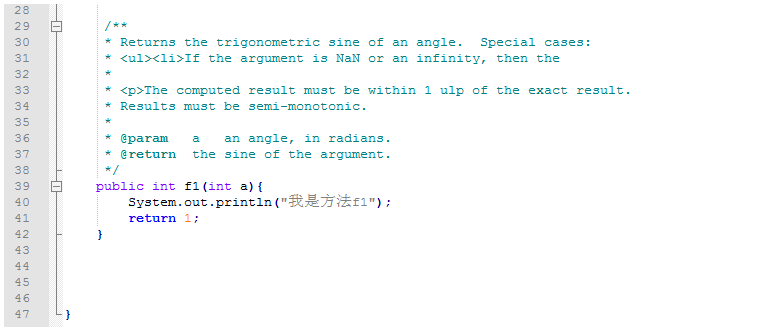 28
29 /**
30 * Returns the trigonometric sine of an angle.  Special cases:
31 * <ul><li>If the argument is NaN or an infinity, then the
32 *
33 * <p>The computed result must be within 1 ulp of the exact result.
34 * Results must be semi-monotonic.
35 *
36 * @param   a   an angle, in radians.
37 * @return  the sine of the argument.
38 */
39 public int f1(int a){
40     System.out.println("我是方法f1");
41     return 1;
42 }
43
44
45
46
47 }